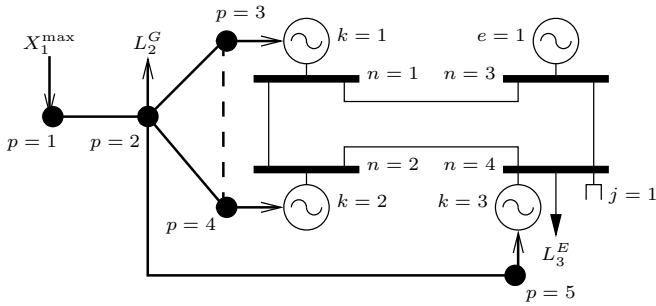 p = 3
X_1^max
L_2^G
k = 1
e = 1
n = 1
n = 3
p = 1
p = 2
n = 2
n = 4
p = 4
k = 2
k = 3
j = 1
L_3^E
p = 5